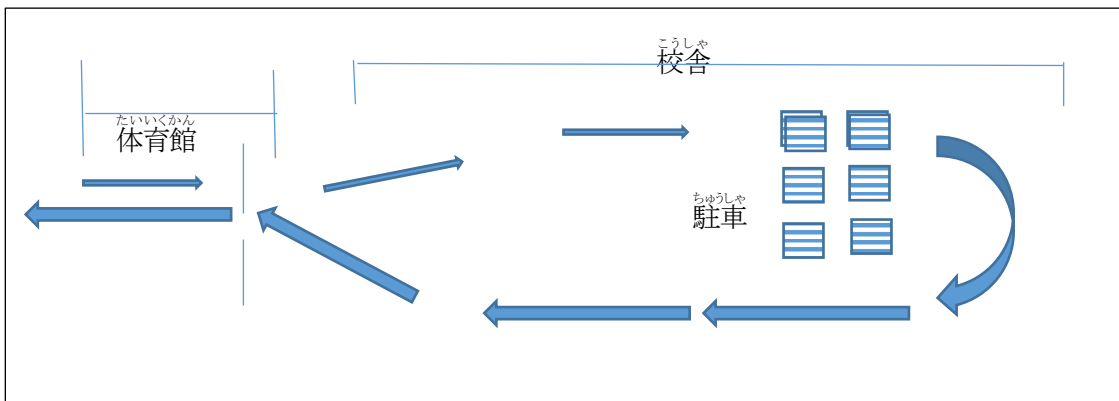 こうしゃ
校舎
たいいくかん
体育館
ちゅうしゃ
駐車